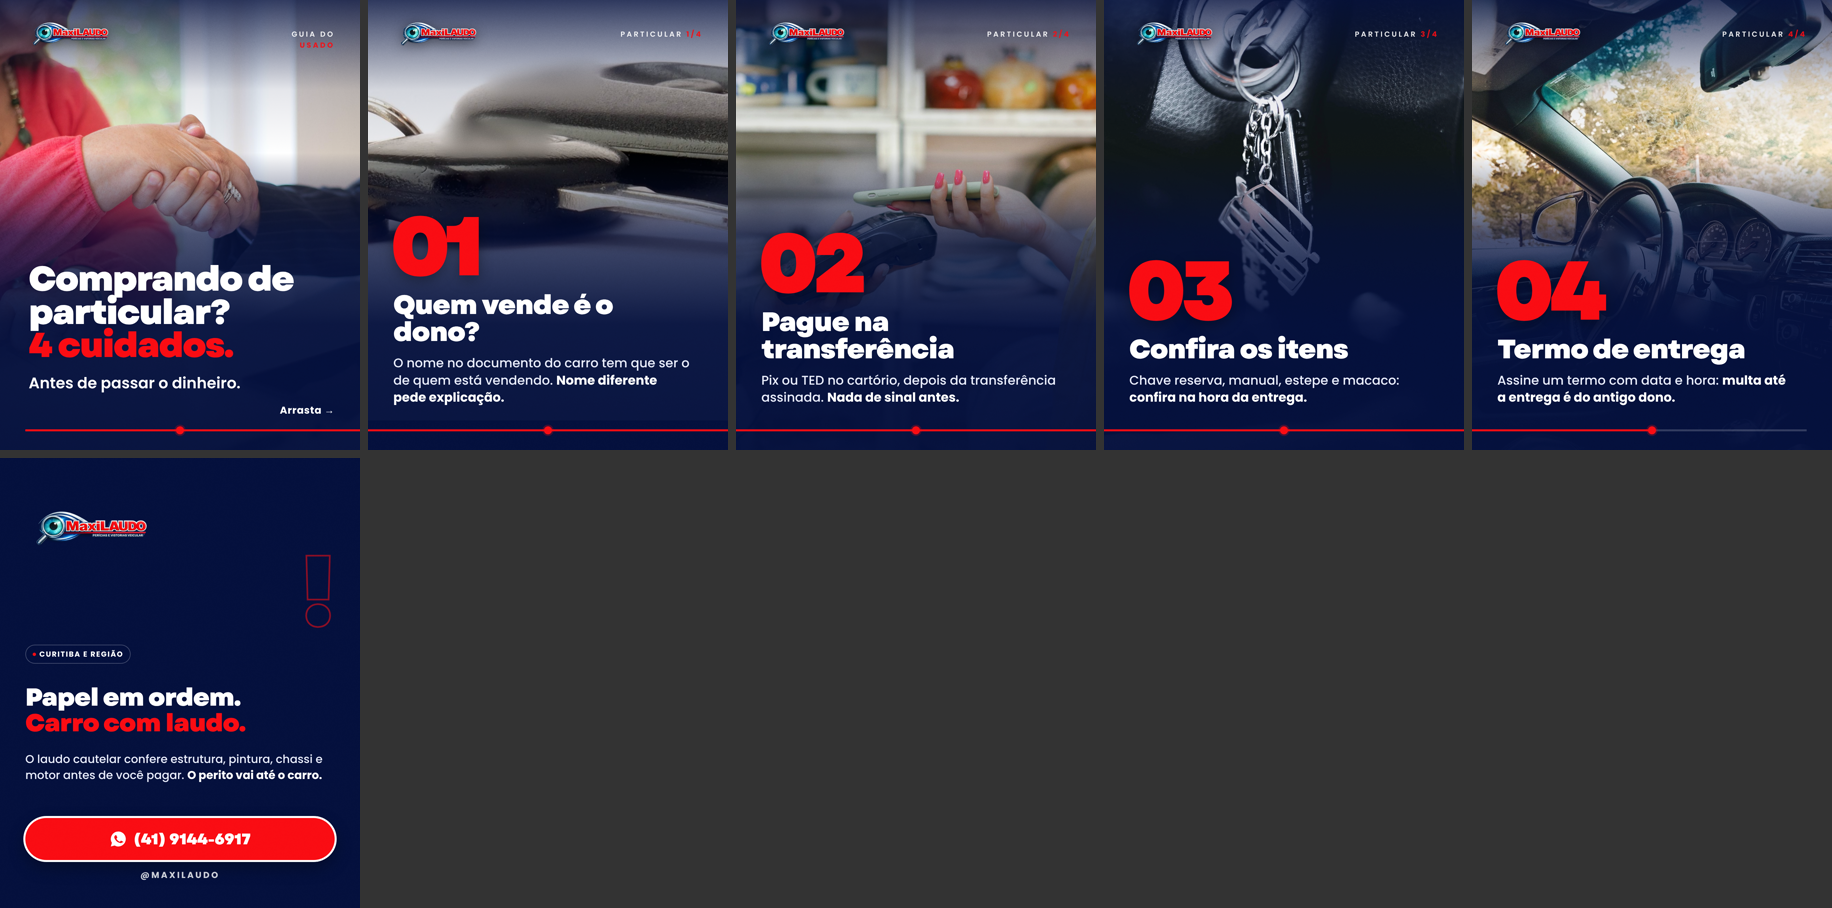 MaxiLAUDO
GUIA DO
USADO
Comprando de
particular?
4 cuidados.
Antes de passar o dinheiro.
Arrasta →
MaxiLAUDO
PARTICULAR 1/4
01
Quem vende é o
dono?
O nome no documento do carro tem que ser o
de quem está vendendo. Nome diferente
pede explicação.
MaxiLAUDO
PARTICULAR 2/4
02
Pague na
transferência
Pix ou TED no cartório, depois da transferência
assinada. Nada de sinal antes.
MaxiLAUDO
PARTICULAR 3/4
03
Confira os itens
Chave reserva, manual, estepe e macaco:
confira na hora da entrega.
MaxiLAUDO
PARTICULAR 4/4
04
Termo de entrega
Assine um termo com data e hora: multa até
a entrega é do antigo dono.
MaxiLAUDO
!
CURITIBA E REGIÃO
Papel em ordem.
Carro com laudo.
O laudo cautelar confere estrutura, pintura, chassi e
motor antes de você pagar. O perito vai até o carro.
(41) 9144-6917
@MAXILAUDO